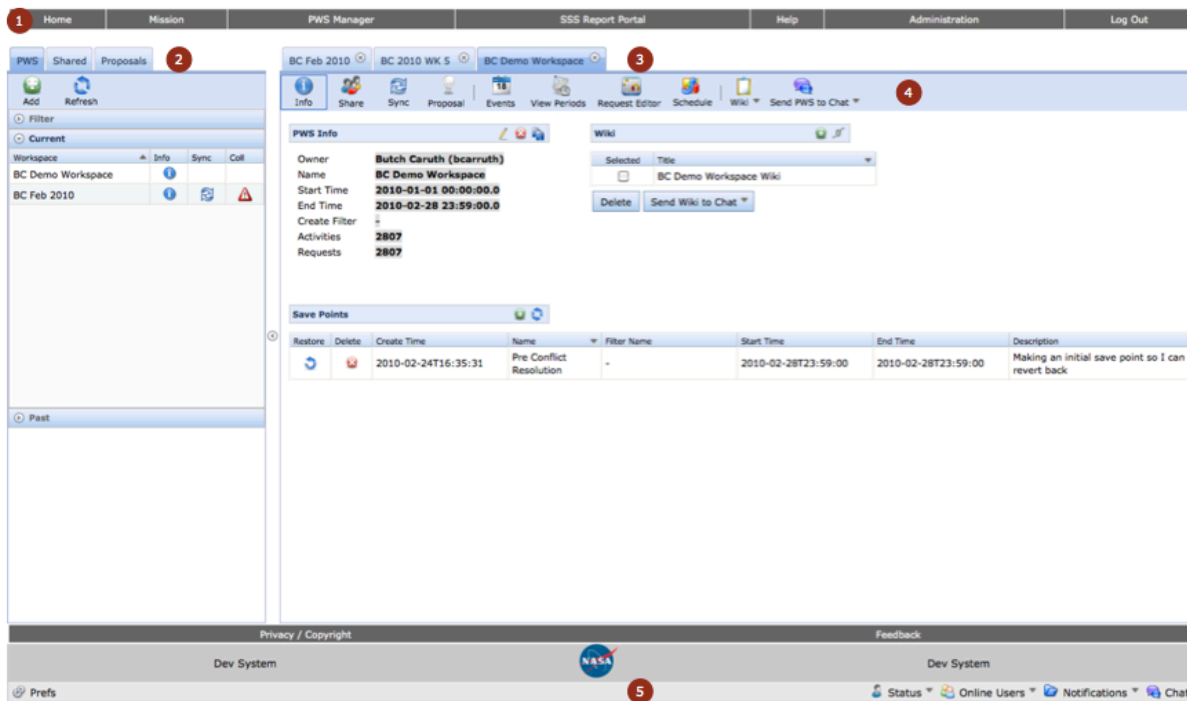 1 Home Mission PWS Manager SSS Report Portal Help Administration Log Out
PWS Shared Proposals 2
Add Refresh
Filter
Current
Workspace Info Sync Coll
BC Demo Workspace
BC Feb 2010
Past
BC Feb 2010 BC 2010 WK 5 BC Demo Workspace 3
Info Share Sync Proposal 18 Events View Periods Request Editor Schedule Wiki Send PWS to Chat 4
PWS Info
Owner Butch Caruth (bcarruth)
Name BC Demo Workspace
Start Time 2010-01-01 00:00:00.0
End Time 2010-02-28 23:59:00.0
Create Filter -
Activities 2807
Requests 2807
Wiki
Selected Title
BC Demo Workspace Wiki
Delete Send Wiki to Chat
Save Points
Restore Delete Create Time Name Filter Name Start Time End Time Description
2010-02-24T16:35:31 Pre Conflict Resolution - 2010-02-28T23:59:00 2010-02-28T23:59:00 Making an initial save point so I can revert back
Privacy / Copyright Feedback
Dev System NASA Dev System
Prefs 5 Status Online Users Notifications Chat